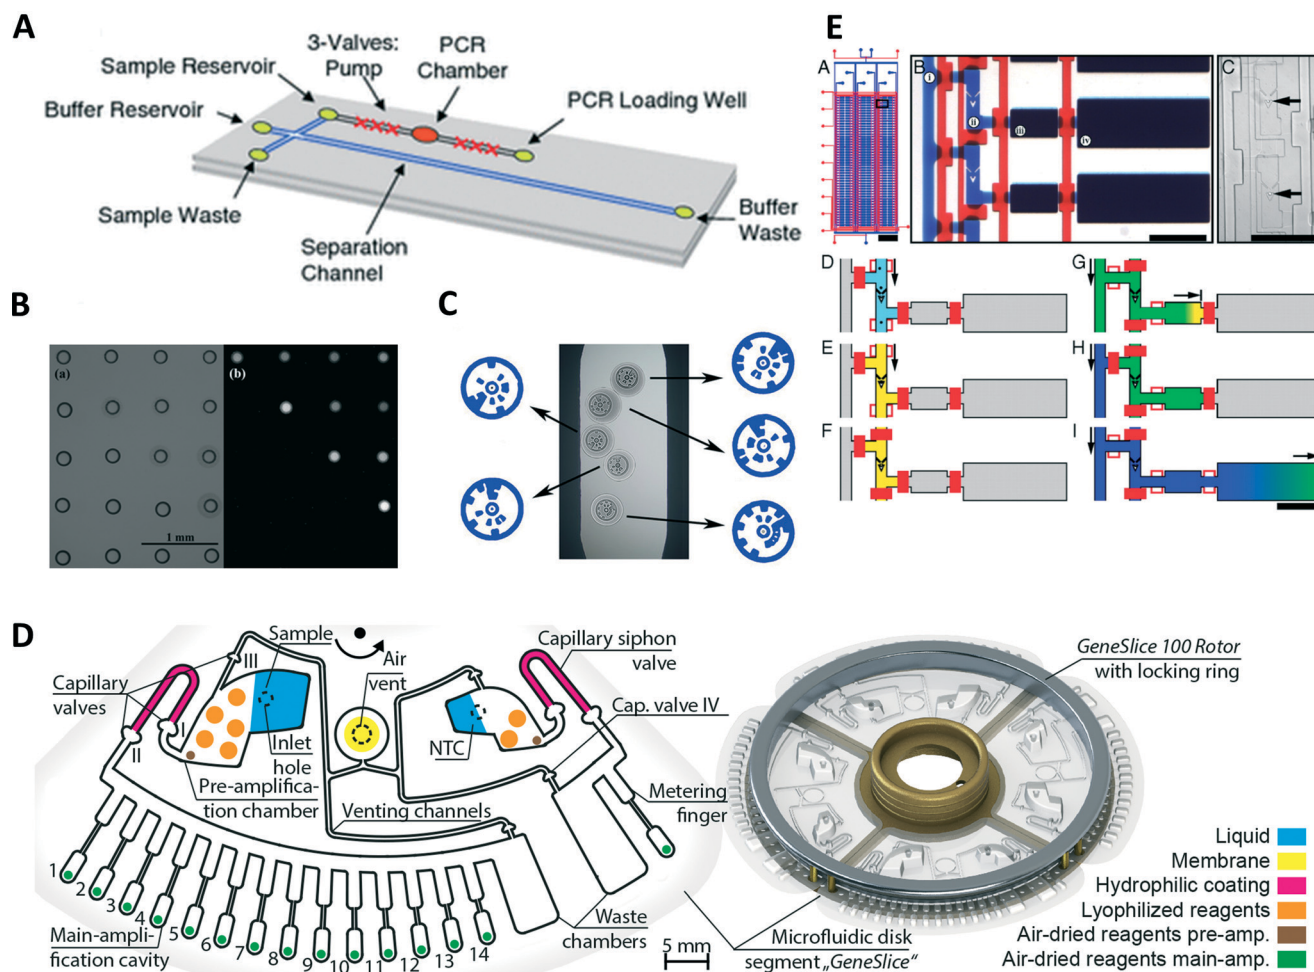 A
3-Valves:
Pump
PCR
Chamber
Sample Reservoir
PCR Loading Well
Buffer Reservoir
Sample Waste
Separation
Channel
Buffer
Waste
B
(a)
(b)
1 mm
C
E
A
B
C
i
ii
iii
iv
D
G
E
H
F
I
D
Sample
Air
vent
Capillary siphon
valve
GeneSlice 100 Rotor
with locking ring
Capillary
valves
III
I
II
Cap. valve IV
NTC
Inlet
hole
Pre-amplifica-
tion chamber
Venting channels
Metering
finger
1
2
3
4
5
6
7
8
9
10
11
12
13
14
Main-ampli-
fication cavity
Waste
chambers
5 mm
Microfluidic disk
segment „GeneSlice“
Liquid
Membrane
Hydrophilic coating
Lyophilized reagents
Air-dried reagents pre-amp.
Air-dried reagents main-amp.